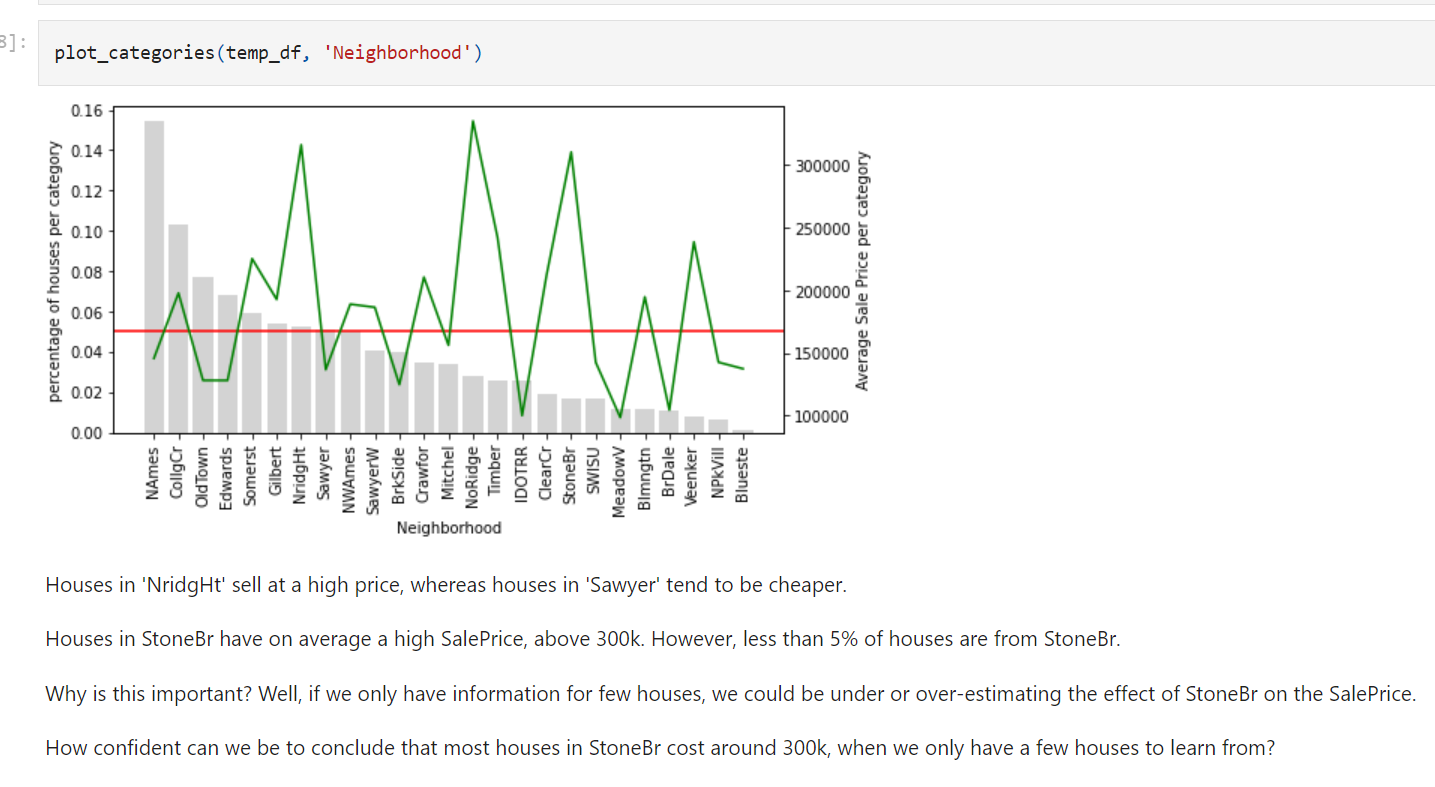 8]:
plot_categories(temp_df, 'Neighborhood')
0.16
0.14
0.12
0.10
0.08
0.06
0.04
0.02
0.00
percentage of houses per category
300000
250000
200000
150000
100000
Average Sale Price per category
NAmes
CollgCr
OldTown
Edwards
Somerst
Gilbert
NridgHt
Sawyer
NWAmes
SawyerW
BrkSide
Crawfor
Mitchel
NoRidge
Timber
IDOTRR
ClearCr
StoneBr
SWISU
MeadowV
Blmngtn
BrDale
Veenker
NPkVill
Blueste
Neighborhood
Houses in 'NridgHt' sell at a high price, whereas houses in 'Sawyer' tend to be cheaper.
Houses in StoneBr have on average a high SalePrice, above 300k. However, less than 5% of houses are from StoneBr.
Why is this important? Well, if we only have information for few houses, we could be under or over-estimating the effect of StoneBr on the SalePrice.
How confident can we be to conclude that most houses in StoneBr cost around 300k, when we only have a few houses to learn from?